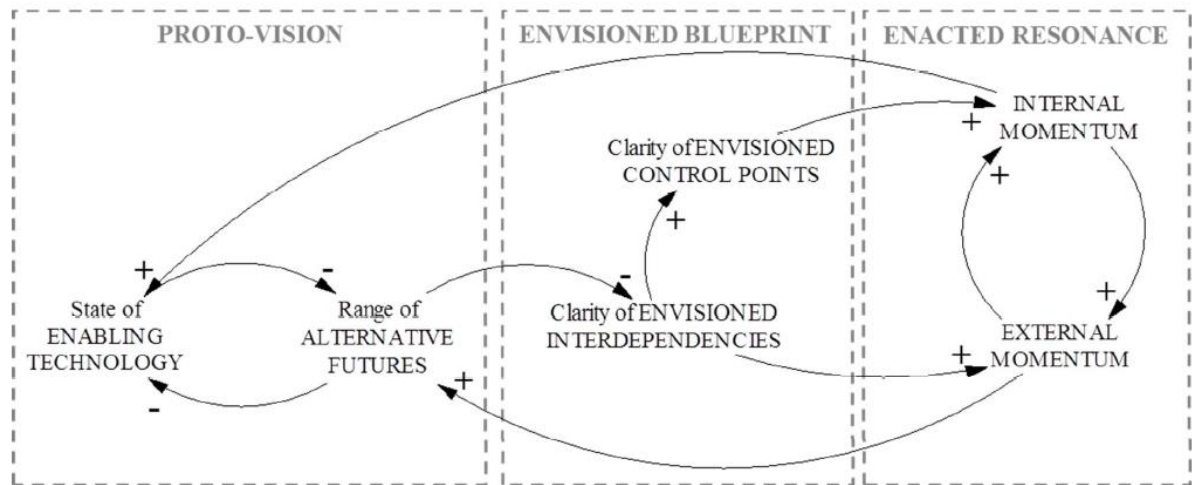 PROTO-VISION
ENVISIONED BLUEPRINT
ENACTED RESONANCE
INTERNAL
MOMENTUM
+
Clarity of ENVISIONED
CONTROL POINTS
+
+
+
-
-
+
State of
ENABLING
TECHNOLOGY
Range of
ALTERNATIVE
FUTURES
Clarity of ENVISIONED
INTERDEPENDENCIES
+
EXTERNAL
MOMENTUM
+
+
-